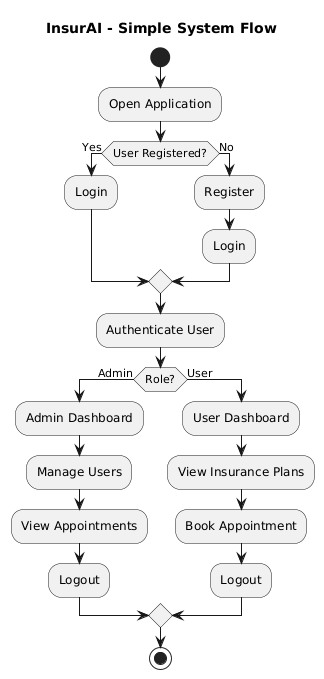 InsurAI - Simple System Flow
Open Application
User Registered?
Yes
No
Login
Register
Login
Authenticate User
Role?
Admin
User
Admin Dashboard
User Dashboard
Manage Users
View Insurance Plans
View Appointments
Book Appointment
Logout
Logout